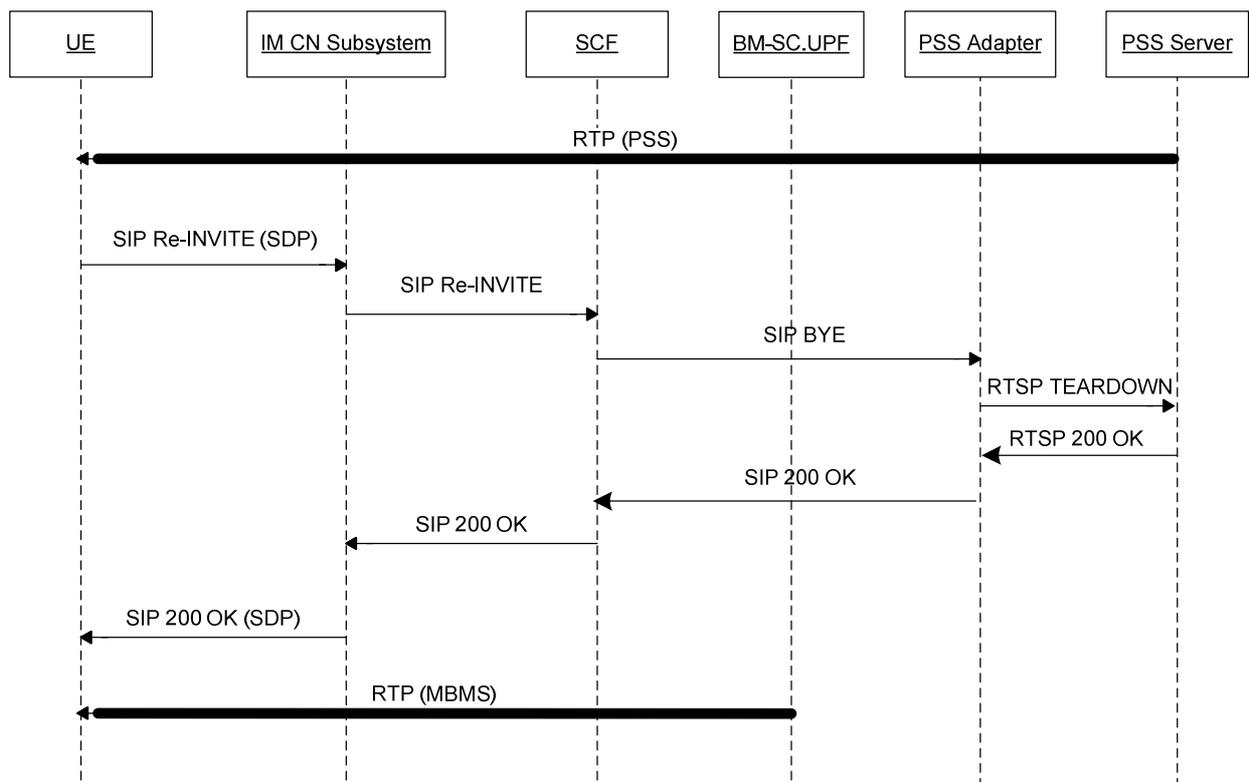 UE
IM CN Subsystem
SCF
BM-SC.UPF
PSS Adapter
PSS Server
RTP (PSS)
SIP Re-INVITE (SDP)
SIP Re-INVITE
SIP BYE
RTSP TEARDOWN
RTSP 200 OK
SIP 200 OK
SIP 200 OK
SIP 200 OK (SDP)
RTP (MBMS)